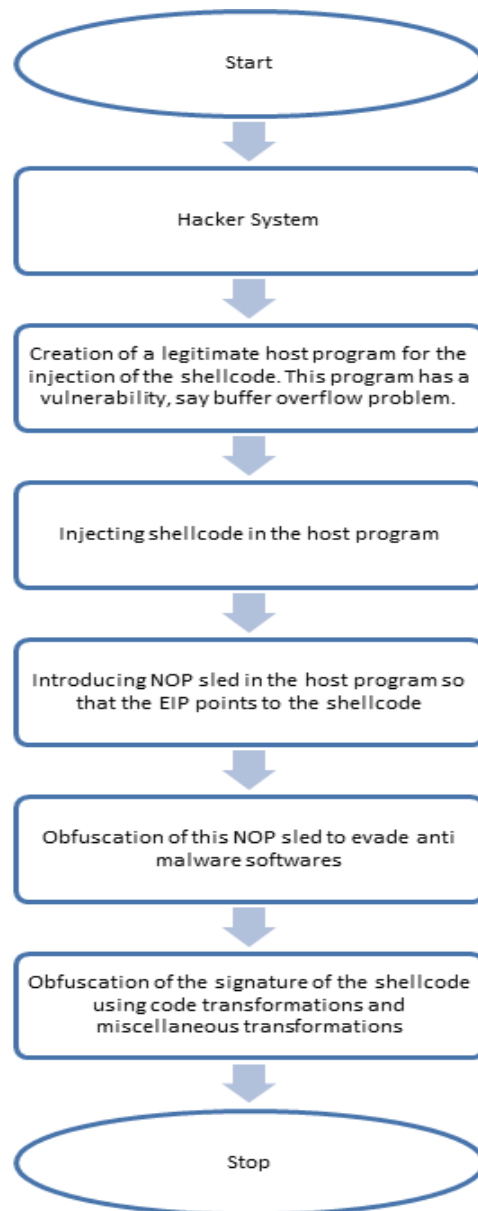 Start
Hacker System
Creation of a legitimate host program for the
injection of the shellcode. This program has a
vulnerability, say buffer overflow problem.
Injecting shellcode in the host program
Introducing NOP sled in the host program so
that the EIP points to the shellcode
Obfuscation of this NOP sled to evade anti
malware softwares
Obfuscation of the signature of the shellcode
using code transformations and
miscellaneous transformations
Stop